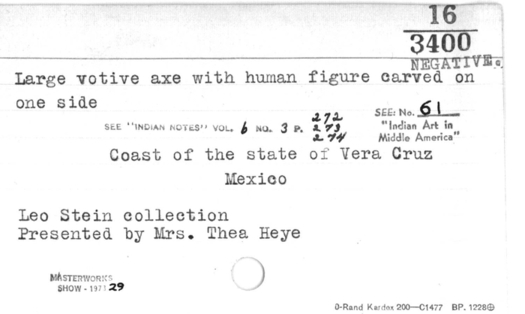 16
3400
NEGATIVE.
Large votive axe with human figure carved on
one side
SEE "INDIAN NOTES" VOL. 6 NO. 3 P. 272
273
274
SEE: No. 61
"Indian Art in
Middle America"
Coast of the state of Vera Cruz
Mexico
Leo Stein collection
Presented by Mrs. Thea Heye
MASTERWORKS
SHOW - 1971 29
0-Rand Kardex 200—C1477 BP. 1228